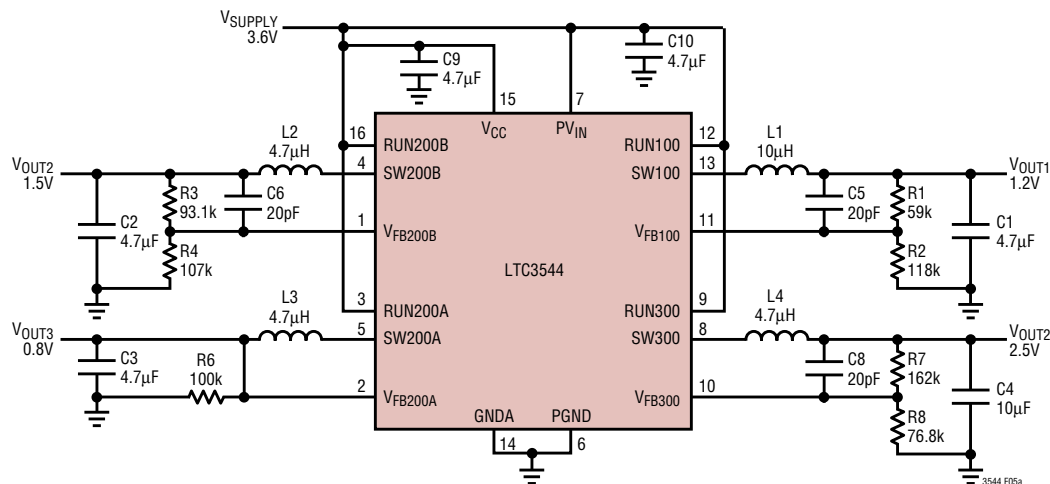 VSUPPLY
3.6V
C9
4.7µF
C10
4.7µF
15
7
VCC
PVIN
16
RUN200B
RUN100
12
L2
4.7µH
4
SW200B
SW100
13
L1
10µH
VOUT2
1.5V
VOUT1
1.2V
C2
4.7µF
R3
93.1k
C6
20pF
C5
20pF
R1
59k
C1
4.7µF
1
VFB200B
VFB100
11
R4
107k
R2
118k
LTC3544
3
RUN200A
RUN300
9
L3
4.7µH
5
SW200A
SW300
8
L4
4.7µH
VOUT3
0.8V
VOUT2
2.5V
C3
4.7µF
R6
100k
C8
20pF
R7
162k
C4
10µF
2
VFB200A
VFB300
10
R8
76.8k
GNDA
PGND
14
6
3544 F05a